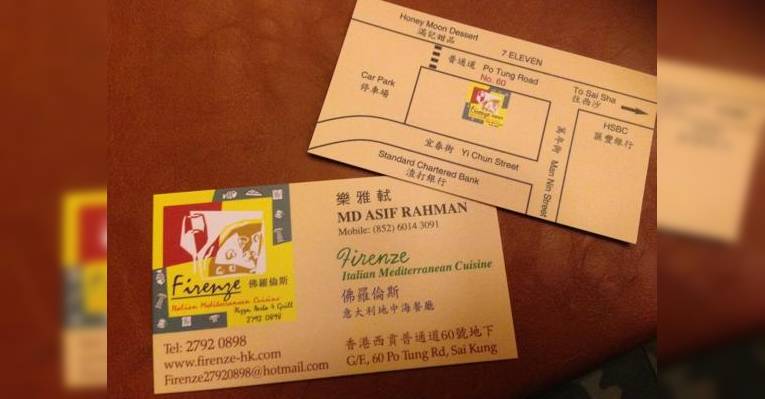 Honey Moon Dessert
滿記甜品
7 ELEVEN
普通道 Po Tung Road
No. 60
Car Park
停車場
To Sai Sha
往西沙
HSBC
匯豐銀行
Firenze
宜春街 Yi Chun Street
萬年街 Man Nin Street
Standard Chartered Bank
渣打銀行
樂雅軾
MD ASIF RAHMAN
Mobile: (852) 6014 3091
Firenze
Italian Mediterranean Cuisine
佛羅倫斯
意大利地中海餐廳
香港西貢普通道60號地下
G/F, 60 Po Tung Rd, Sai Kung
Firenze 佛羅倫斯
Italian Mediterranean Cuisine
Pizza Pasta & Grill
2792 0898
Tel: 2792 0898
www.firenze-hk.com
Firenze27920898@hotmail.com